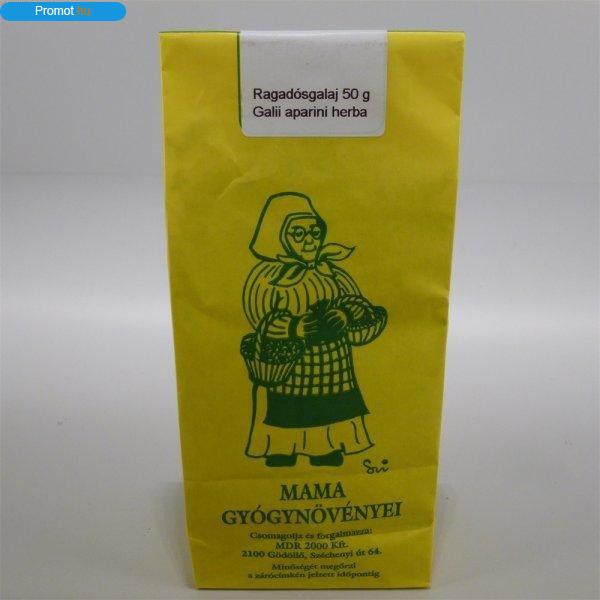 Promot.hu
Ragadósgalaj 50 g
Galii aparini herba
MAMA
GYÓGYNÖVÉNYEI
Csomagolja és forgalmazza:
MDR 2000 Kft.
2100 Gödöllő, Széchenyi út 64.
Minőségét megőrzi
a zárócímkén jelzett időpontig